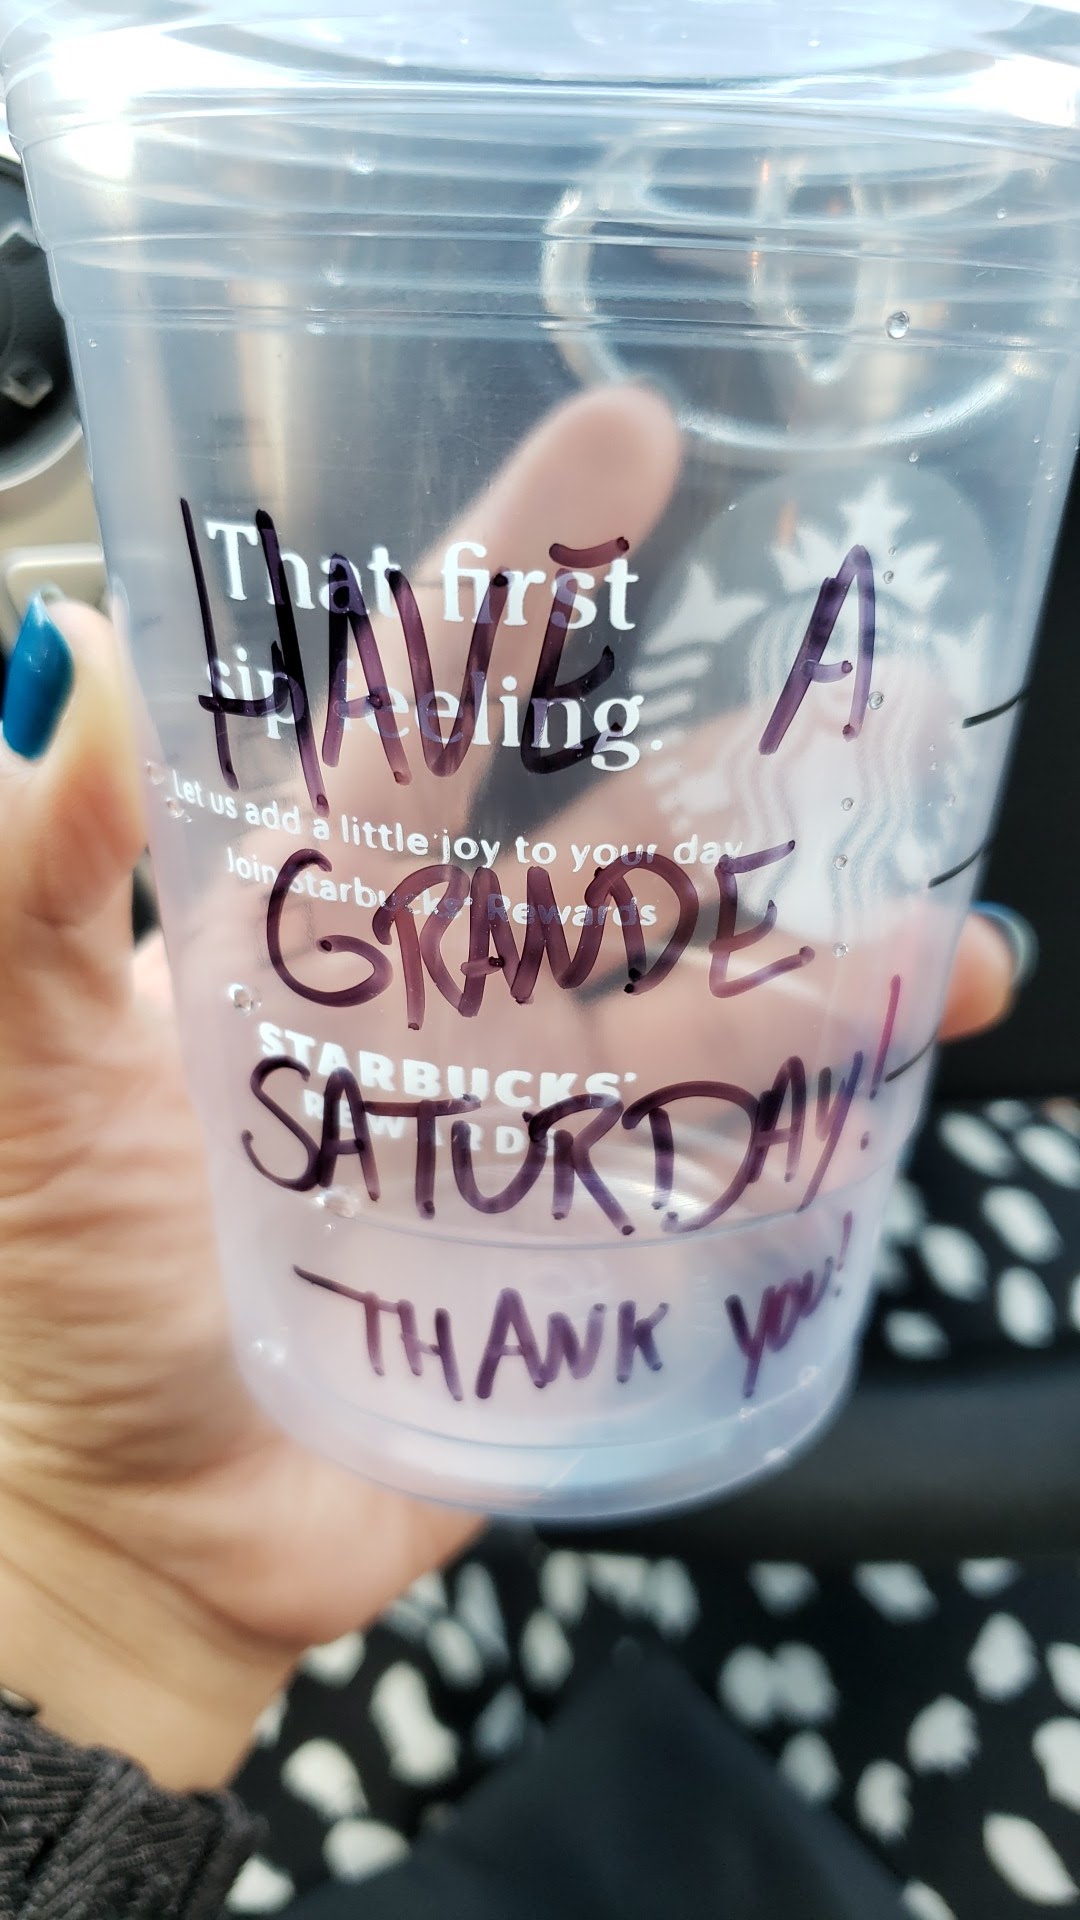 That first
sip feeling.
Let us add a little joy to your day
Join Starbucks® Rewards
STARBUCKS®
REWARDS
HAVE A
GRANDE
SATURDAY!
THANK YOU!